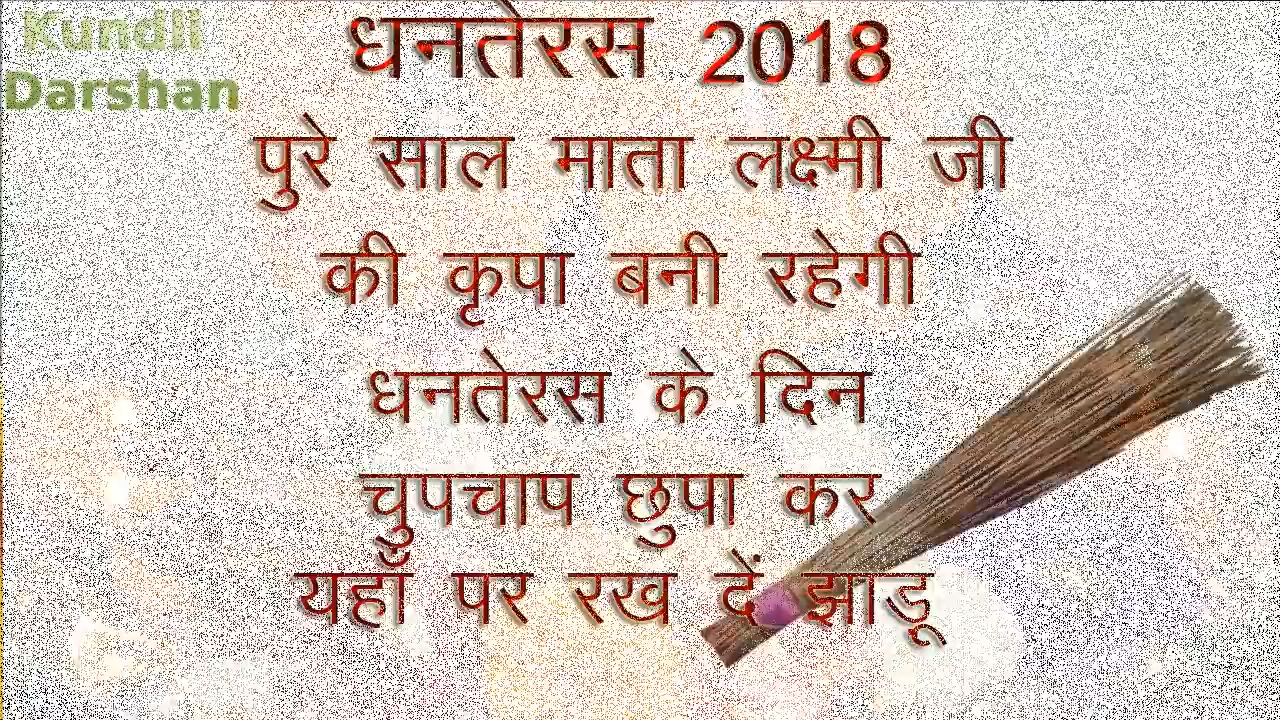 Kundli
Darshan
धनतेरस 2018
पुरे साल माता लक्ष्मी जी
की कृपा बनी रहेगी
धनतेरस के दिन
चुपचाप छुपा कर
यहाँ पर रख दें झाडू